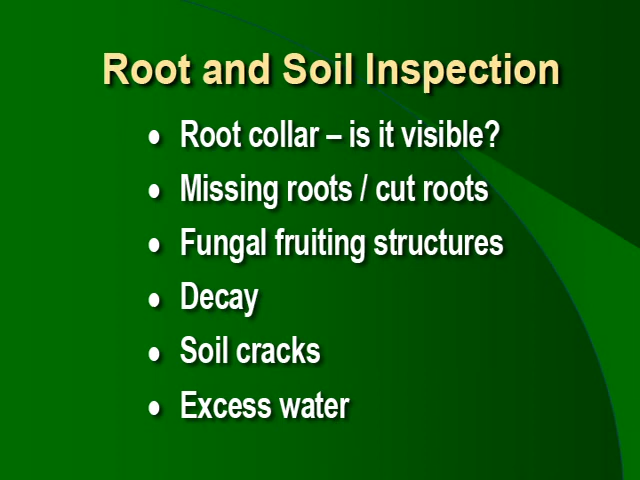 Root and Soil Inspection
• Root collar – is it visible?
• Missing roots / cut roots
• Fungal fruiting structures
• Decay
• Soil cracks
• Excess water